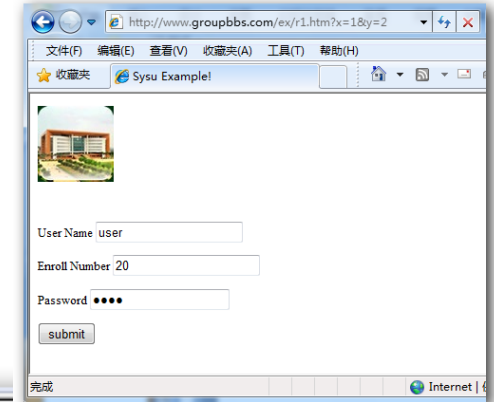 http://www.groupbbs.com/ex/r1.htm?x=1&y=2
文件(F) 编辑(E) 查看(V) 收藏夹(A) 工具(T) 帮助(H)
收藏夹 Sysu Example!
User Name user
Enroll Number 20
Password ●●●●
submit
完成 Internet |